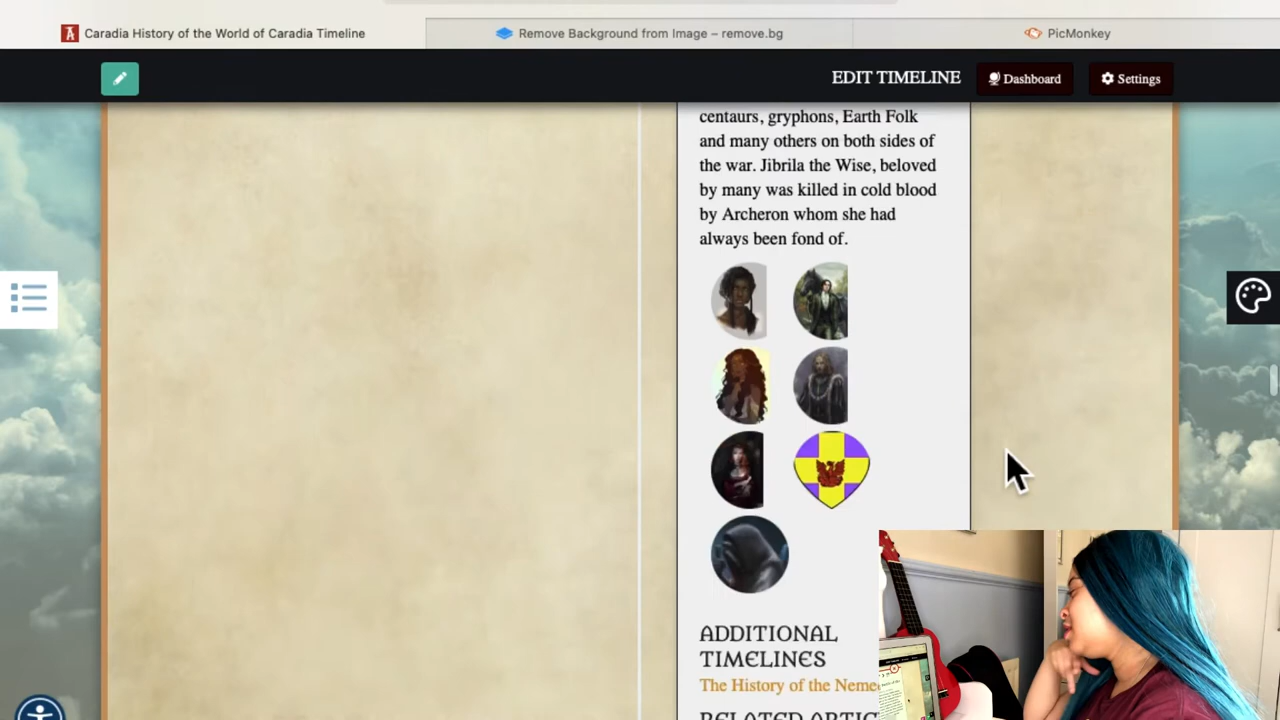 Caradia History of the World of Caradia Timeline
Remove Background from Image – remove.bg
PicMonkey
EDIT TIMELINE
Dashboard
Settings
centaurs, gryphons, Earth Folk
and many others on both sides of
the war. Jibrila the Wise, beloved
by many was killed in cold blood
by Archeron whom she had
always been fond of.
ADDITIONAL
TIMELINES
The History of the Neme
RELATED ARTIC